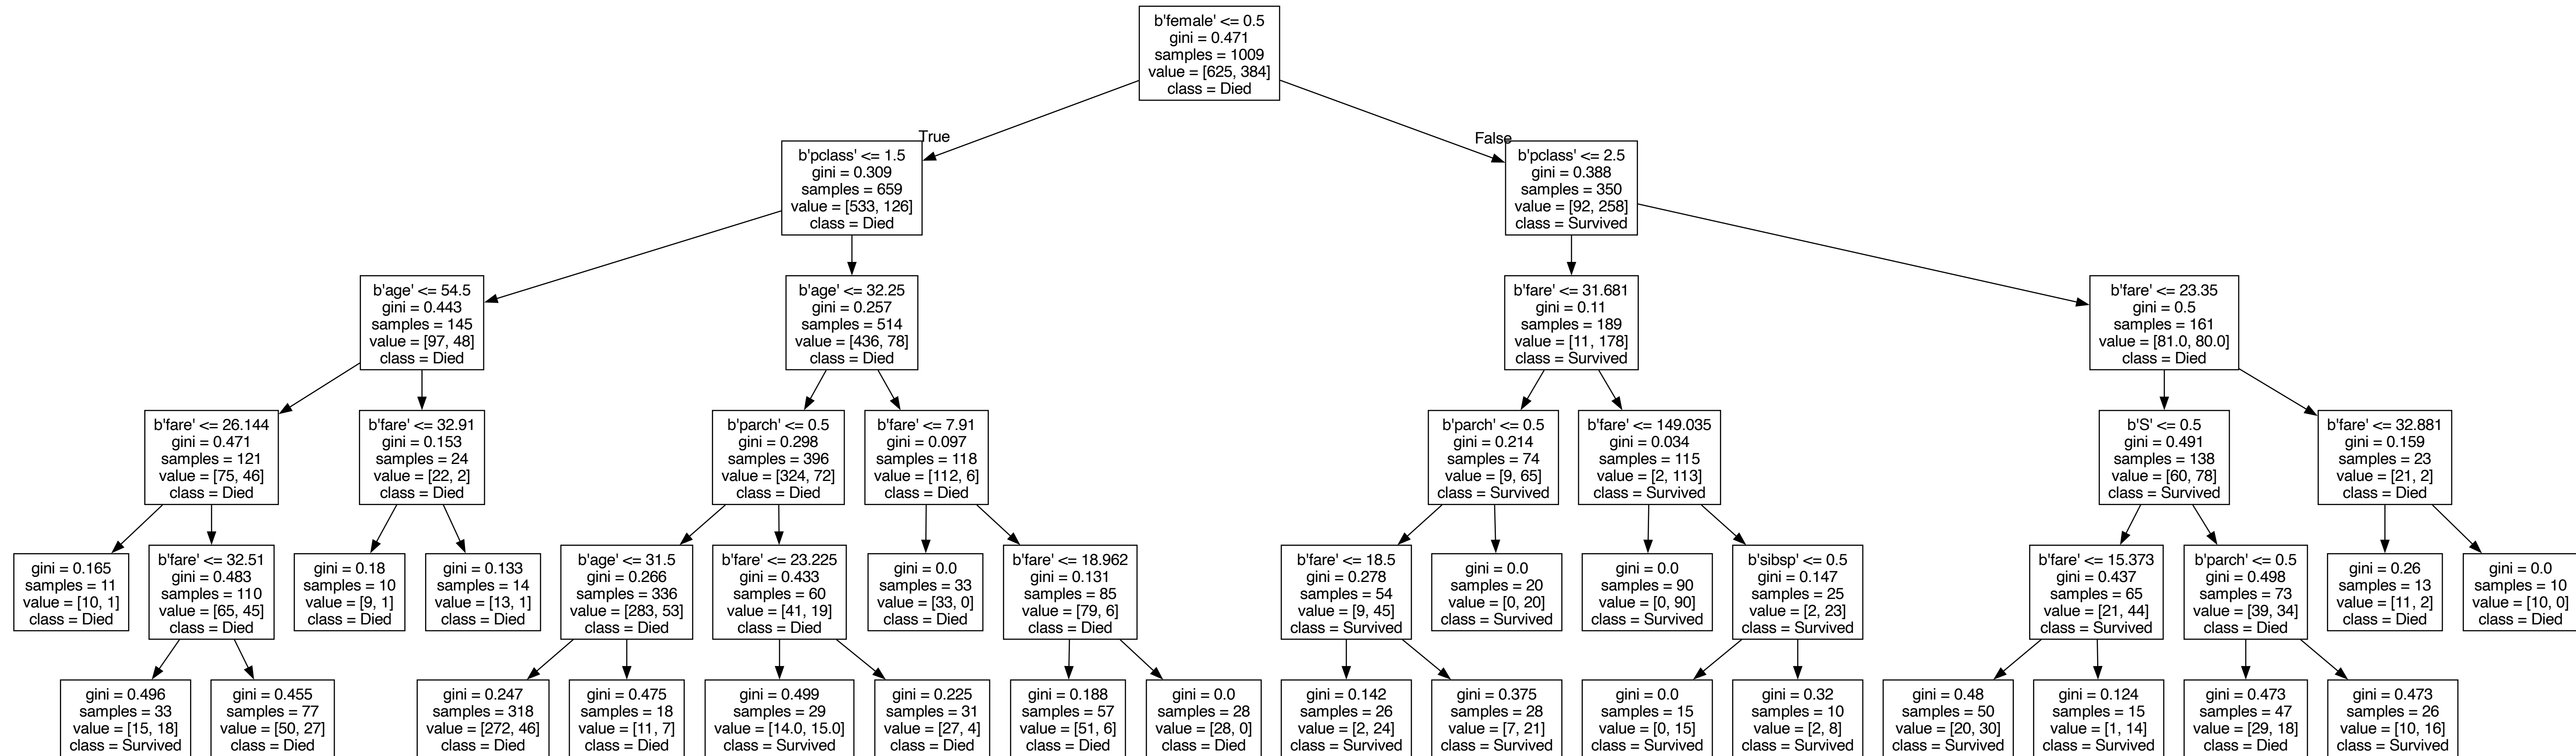 b'female' <= 0.5
gini = 0.471
samples = 1009
value = [625, 384]
class = Died
True
False
b'pclass' <= 1.5
gini = 0.309
samples = 659
value = [533, 126]
class = Died
b'pclass' <= 2.5
gini = 0.388
samples = 350
value = [92, 258]
class = Survived
b'age' <= 54.5
gini = 0.443
samples = 145
value = [97, 48]
class = Died
b'age' <= 32.25
gini = 0.257
samples = 514
value = [436, 78]
class = Died
b'fare' <= 31.681
gini = 0.11
samples = 189
value = [11, 178]
class = Survived
b'fare' <= 23.35
gini = 0.5
samples = 161
value = [81.0, 80.0]
class = Died
b'fare' <= 26.144
gini = 0.471
samples = 121
value = [75, 46]
class = Died
b'fare' <= 32.91
gini = 0.153
samples = 24
value = [22, 2]
class = Died
b'parch' <= 0.5
gini = 0.298
samples = 396
value = [324, 72]
class = Died
b'fare' <= 7.91
gini = 0.097
samples = 118
value = [112, 6]
class = Died
b'parch' <= 0.5
gini = 0.214
samples = 74
value = [9, 65]
class = Survived
b'fare' <= 149.035
gini = 0.034
samples = 115
value = [2, 113]
class = Survived
b'S' <= 0.5
gini = 0.491
samples = 138
value = [60, 78]
class = Survived
b'fare' <= 32.881
gini = 0.159
samples = 23
value = [21, 2]
class = Died
gini = 0.165
samples = 11
value = [10, 1]
class = Died
b'fare' <= 32.51
gini = 0.483
samples = 110
value = [65, 45]
class = Died
gini = 0.18
samples = 10
value = [9, 1]
class = Died
gini = 0.133
samples = 14
value = [13, 1]
class = Died
b'age' <= 31.5
gini = 0.266
samples = 336
value = [283, 53]
class = Died
b'fare' <= 23.225
gini = 0.433
samples = 60
value = [41, 19]
class = Died
gini = 0.0
samples = 33
value = [33, 0]
class = Died
b'fare' <= 18.962
gini = 0.131
samples = 85
value = [79, 6]
class = Died
b'fare' <= 18.5
gini = 0.278
samples = 54
value = [9, 45]
class = Survived
gini = 0.0
samples = 20
value = [0, 20]
class = Survived
gini = 0.0
samples = 90
value = [0, 90]
class = Survived
b'sibsp' <= 0.5
gini = 0.147
samples = 25
value = [2, 23]
class = Survived
b'fare' <= 15.373
gini = 0.437
samples = 65
value = [21, 44]
class = Survived
b'parch' <= 0.5
gini = 0.498
samples = 73
value = [39, 34]
class = Died
gini = 0.26
samples = 13
value = [11, 2]
class = Died
gini = 0.0
samples = 10
value = [10, 0]
class = Died
gini = 0.496
samples = 33
value = [15, 18]
class = Survived
gini = 0.455
samples = 77
value = [50, 27]
class = Died
gini = 0.247
samples = 318
value = [272, 46]
class = Died
gini = 0.475
samples = 18
value = [11, 7]
class = Died
gini = 0.499
samples = 29
value = [14.0, 15.0]
class = Survived
gini = 0.225
samples = 31
value = [27, 4]
class = Died
gini = 0.188
samples = 57
value = [51, 6]
class = Died
gini = 0.0
samples = 28
value = [28, 0]
class = Died
gini = 0.142
samples = 26
value = [2, 24]
class = Survived
gini = 0.375
samples = 28
value = [7, 21]
class = Survived
gini = 0.0
samples = 15
value = [0, 15]
class = Survived
gini = 0.32
samples = 10
value = [2, 8]
class = Survived
gini = 0.48
samples = 50
value = [20, 30]
class = Survived
gini = 0.124
samples = 15
value = [1, 14]
class = Survived
gini = 0.473
samples = 47
value = [29, 18]
class = Died
gini = 0.473
samples = 26
value = [10, 16]
class = Survived